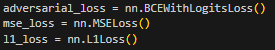 adversarial_loss = nn.BCEWithLogitsLoss()
mse_loss = nn.MSELoss()
l1_loss = nn.L1Loss()